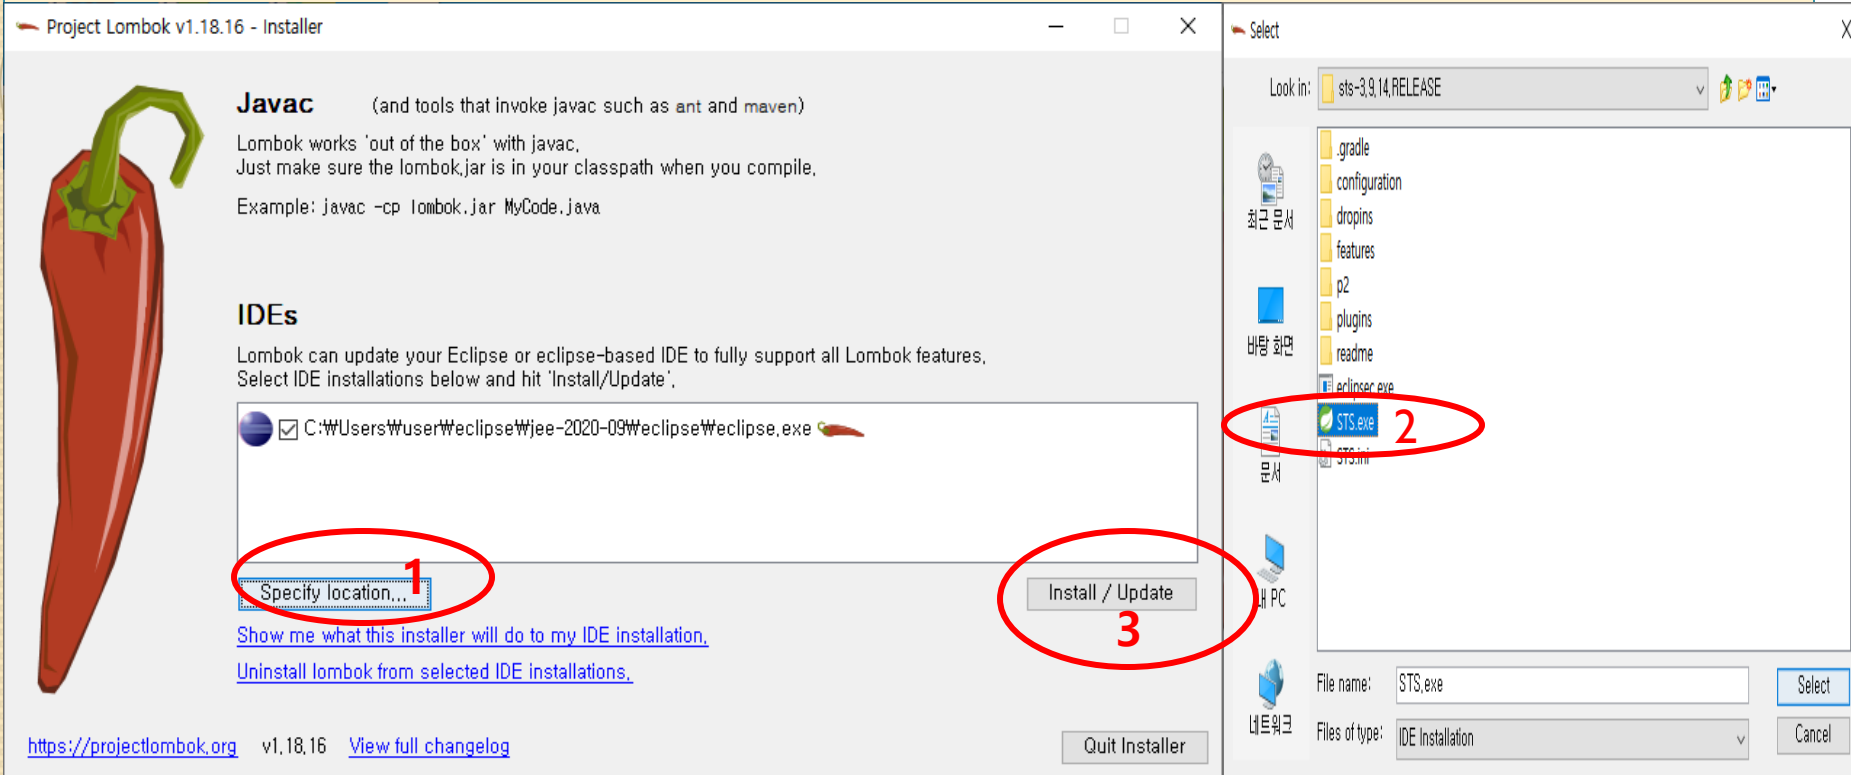 Project Lombok v1.18.16 - Installer
Javac (and tools that invoke javac such as ant and maven)
Lombok works 'out of the box' with javac,
Just make sure the lombok,jar is in your classpath when you compile,
Example: javac -cp lombok.jar MyCode.java
IDEs
Lombok can update your Eclipse or eclipse-based IDE to fully support all Lombok features,
Select IDE installations below and hit 'Install/Update',
C:₩Users₩user₩eclipse₩jee-2020-09₩eclipse₩eclipse,exe
1
Specify location,,,
Install / Update
3
Show me what this installer will do to my IDE installation,
Uninstall lombok from selected IDE installations,
https://projectlombok,org v1,18,16 View full changelog
Quit Installer
Select
Look in: sts-3,9,14,RELEASE
최근 문서
바탕 화면
문서
내 PC
네트워크
.gradle
configuration
dropins
features
p2
plugins
readme
eclipsec.exe
STS.exe 2
STS.ini
File name: STS,exe
Select
Files of type: IDE Installation
Cancel